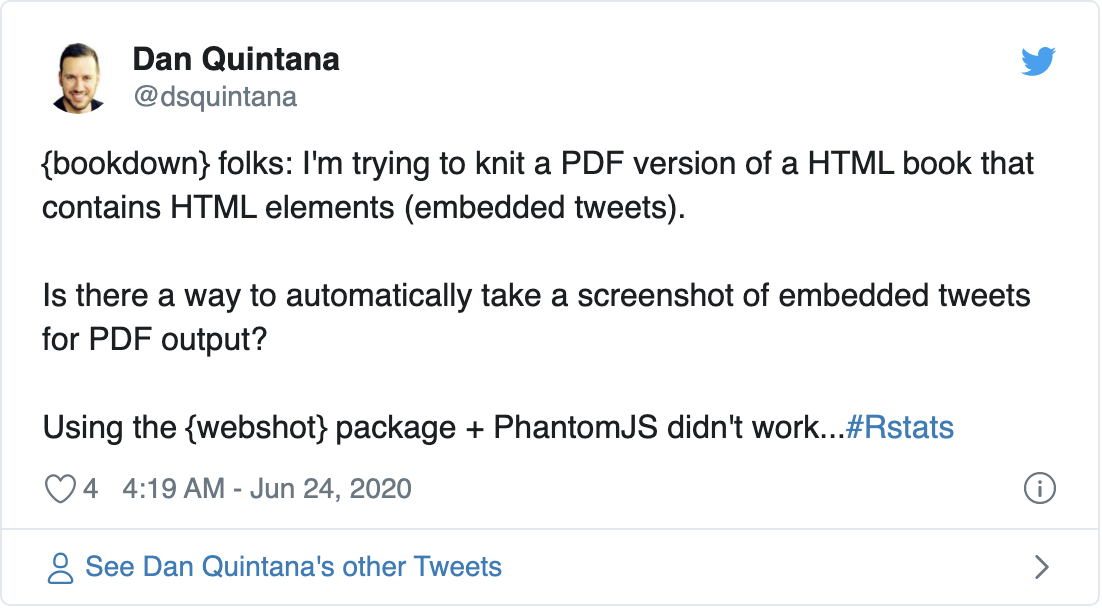 Dan Quintana
@dsquintana
{bookdown} folks: I'm trying to knit a PDF version of a HTML book that
contains HTML elements (embedded tweets).
Is there a way to automatically take a screenshot of embedded tweets
for PDF output?
Using the {webshot} package + PhantomJS didn't work...#Rstats
4 4:19 AM - Jun 24, 2020
See Dan Quintana's other Tweets